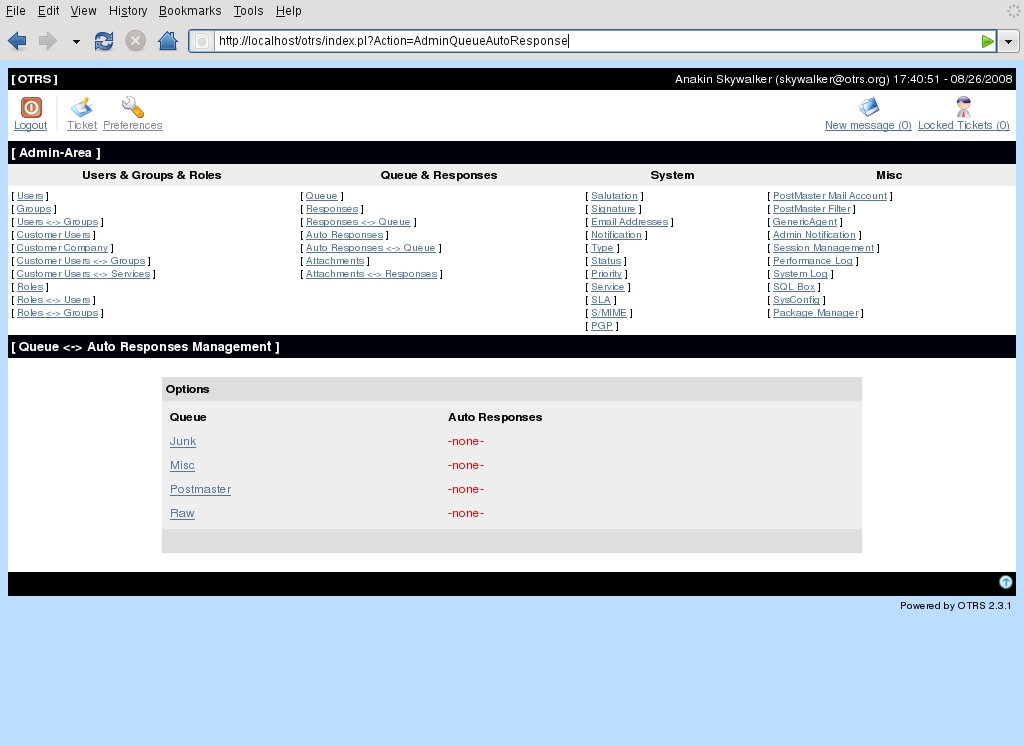 File Edit View History Bookmarks Tools Help
http://localhost/otrs/index.pl?Action=AdminQueueAutoResponse
[ OTRS ] Anakin Skywalker (skywalker@otrs.org) 17:40:51 - 08/26/2008
Logout Ticket Preferences New message (0) Locked Tickets (0)
[ Admin-Area ]
Users & Groups & Roles Queue & Responses System Misc
[ Users ] [ Queue ] [ Salutation ] [ PostMaster Mail Account ]
[ Groups ] [ Responses ] [ Signature ] [ PostMaster Filter ]
[ Users <-> Groups ] [ Responses <-> Queue ] [ Email Addresses ] [ GenericAgent ]
[ Customer Users ] [ Auto Responses ] [ Notification ] [ Admin Notification ]
[ Customer Company ] [ Auto Responses <-> Queue ] [ Type ] [ Session Management ]
[ Customer Users <-> Groups ] [ Attachments ] [ Status ] [ Performance Log ]
[ Customer Users <-> Services ] [ Attachments <-> Responses ] [ Priority ] [ System Log ]
[ Roles ] [ Service ] [ SQL Box ]
[ Roles <-> Users ] [ SLA ] [ SysConfig ]
[ Roles <-> Groups ] [ S/MIME ] [ Package Manager ]
[ PGP ]
[ Queue <-> Auto Responses Management ]
Options
Queue Auto Responses
Junk -none-
Misc -none-
Postmaster -none-
Raw -none-
Powered by OTRS 2.3.1